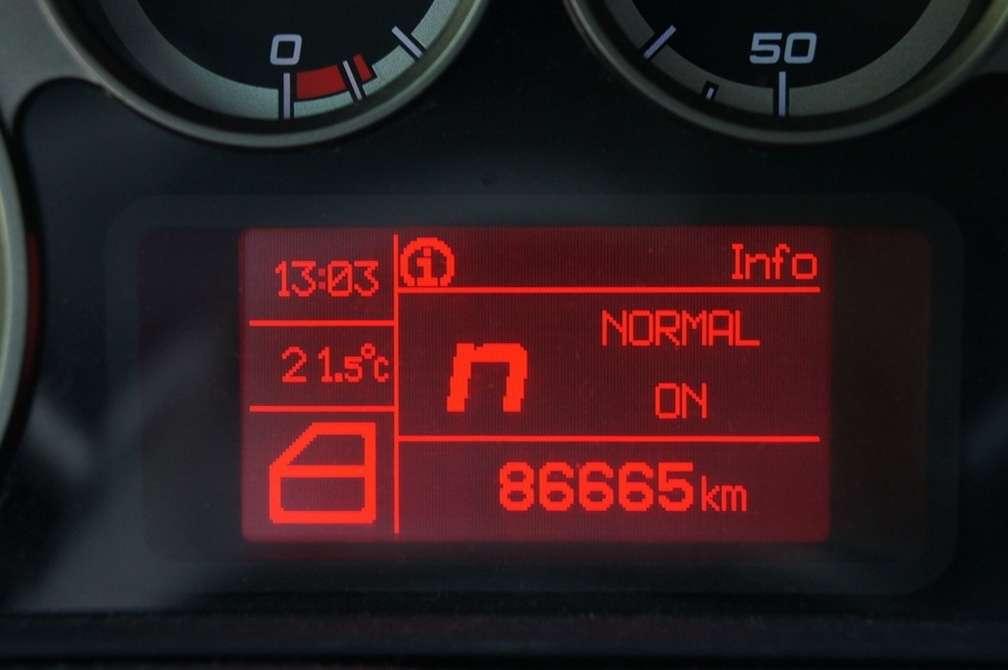 0
50
13:03
i Info
21.5°C
n NORMAL
ON
86665km